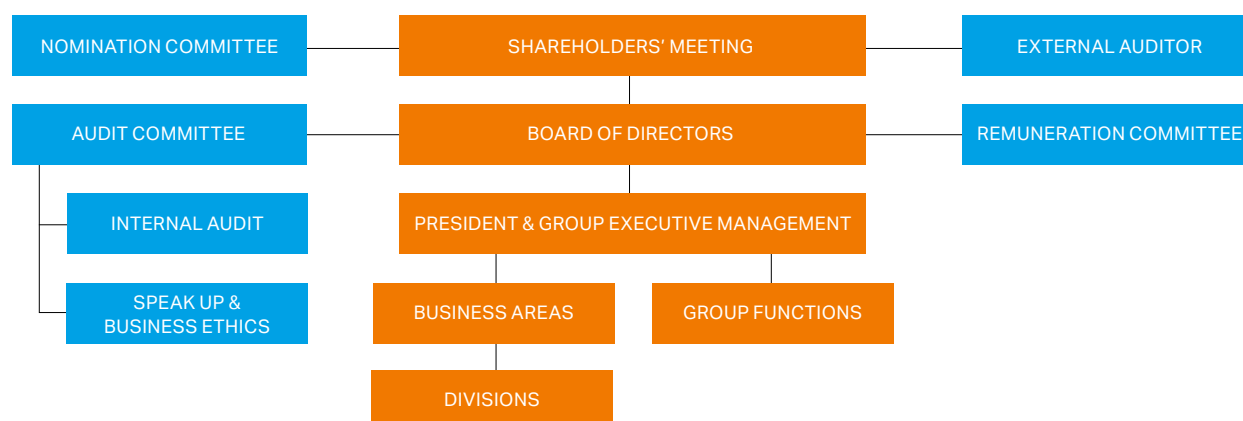 NOMINATION COMMITTEE
SHAREHOLDERS' MEETING
EXTERNAL AUDITOR
AUDIT COMMITTEE
BOARD OF DIRECTORS
REMUNERATION COMMITTEE
INTERNAL AUDIT
PRESIDENT & GROUP EXECUTIVE MANAGEMENT
SPEAK UP &
BUSINESS ETHICS
BUSINESS AREAS
GROUP FUNCTIONS
DIVISIONS